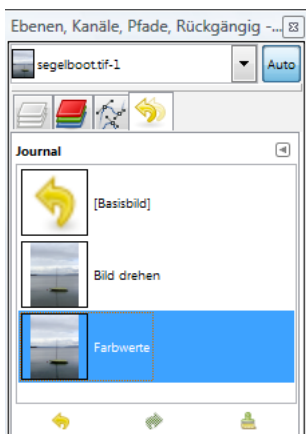 Ebenen, Kanäle, Pfade, Rückgängig -...
segelboot.tif-1
Auto
Journal
[Basisbild]
Bild drehen
Farbwerte